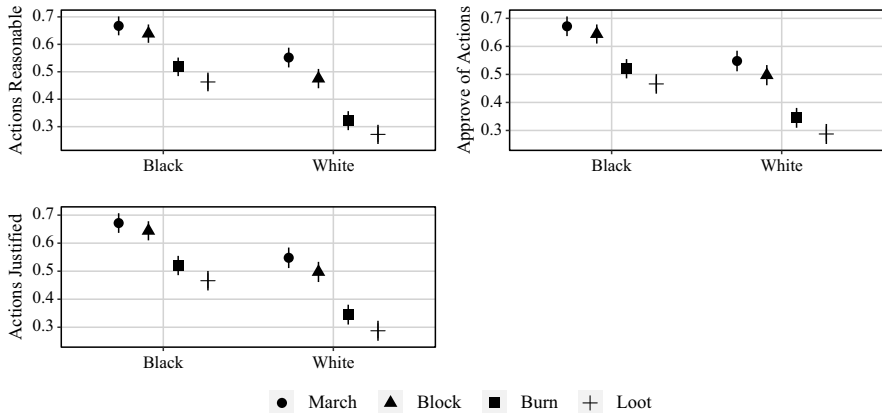 Actions Reasonable
0.7
0.6
0.5
0.4
0.3
Black White
Approve of Actions
0.7
0.6
0.5
0.4
0.3
Black White
Actions Justified
0.7
0.6
0.5
0.4
0.3
Black White
March Block Burn Loot